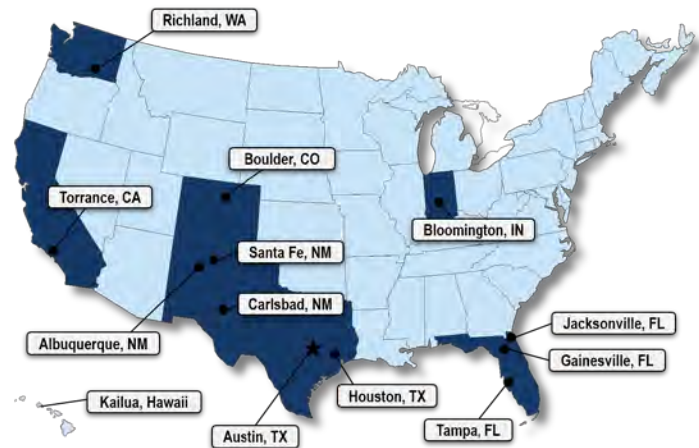 Richland, WA
Boulder, CO
Torrance, CA
Bloomington, IN
Santa Fe, NM
Carlsbad, NM
Albuquerque, NM
Jacksonville, FL
Gainesville, FL
Kailua, Hawaii
Houston, TX
Tampa, FL
Austin, TX